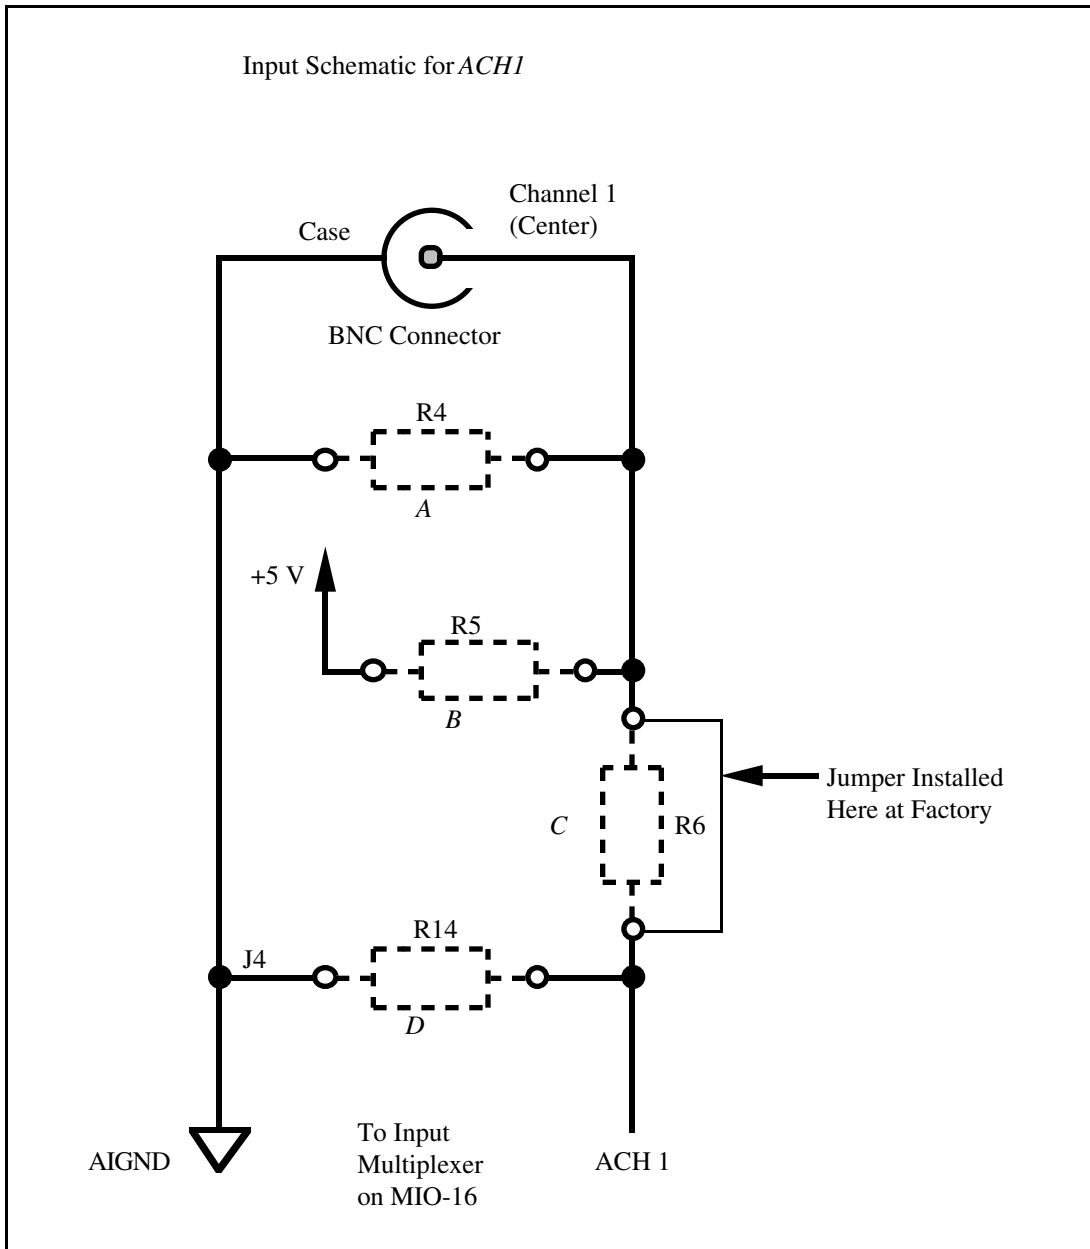 Input Schematic for ACH1
Channel 1
(Center)
Case
BNC Connector
R4
A
+5 V
R5
B
Jumper Installed
Here at Factory
C
R6
R14
J4
D
To Input
Multiplexer
on MIO-16
AIGND
ACH 1